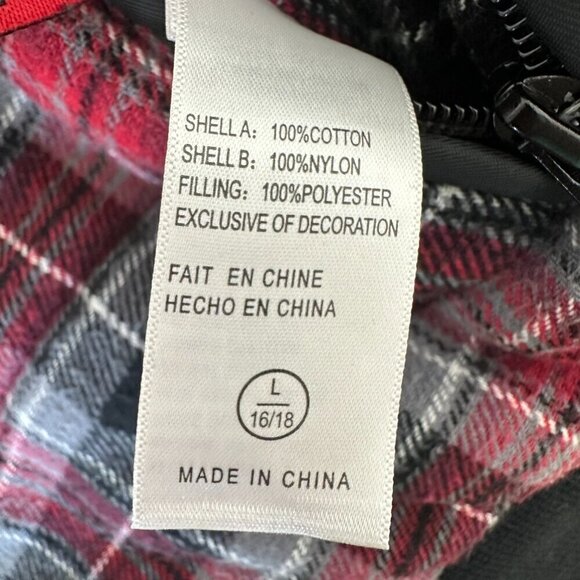 SHELL A: 100%COTTON
SHELL B: 100%NYLON
FILLING: 100%POLYESTER
EXCLUSIVE OF DECORATION
FAIT EN CHINE
HECHO EN CHINA
L
16/18
MADE IN CHINA